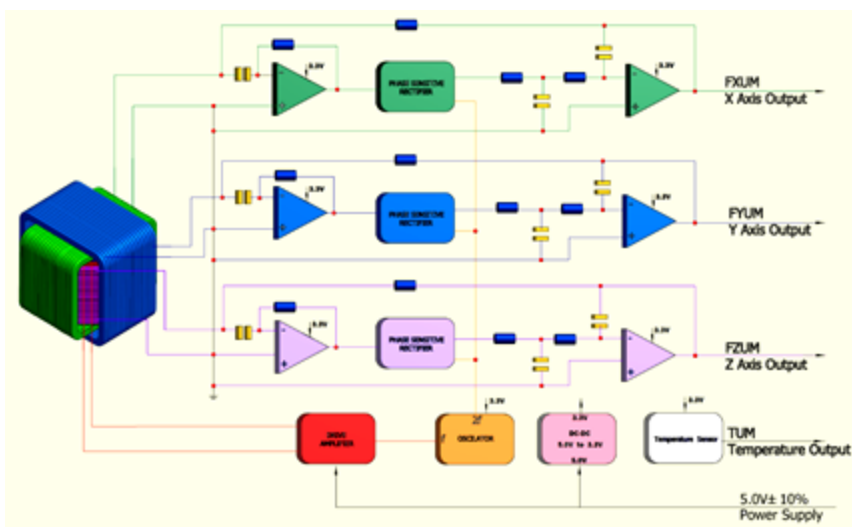 3.3V
3.3V
PHASE SENSITIVE
RECTIFIER
FXUM
X Axis Output
3.3V
3.3V
PHASE SENSITIVE
RECTIFIER
FYUM
Y Axis Output
3.3V
3.3V
PHASE SENSITIVE
RECTIFIER
FZUM
Z Axis Output
3.3V
3.3V
3.3V
DRIVE
AMPLIFIER
f
2f
OSCILATOR
3.3V
DC-DC
5.0V to 3.3V
5.0V
Temperature Sensor
TUM
Temperature Output
5.0V± 10%
Power Supply